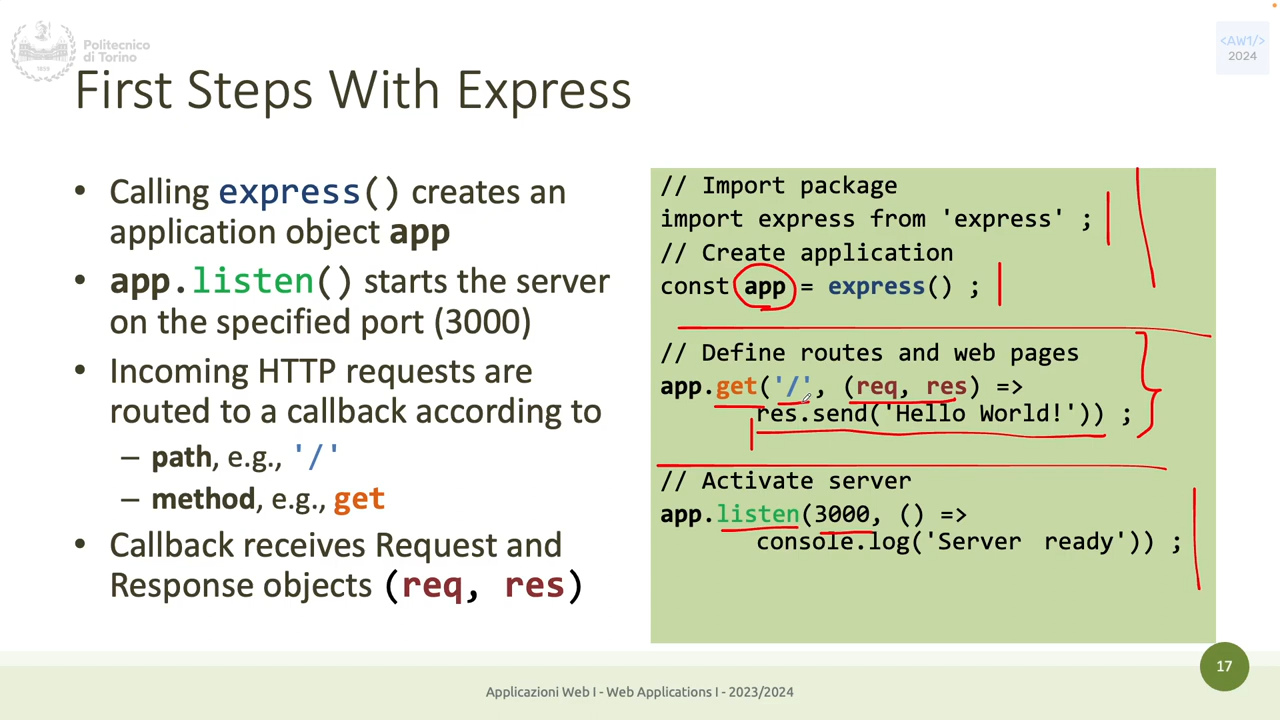 Politecnico
di Torino
1859
<AW1/>
2024
First Steps With Express
• Calling express() creates an
application object app
• app.listen() starts the server
on the specified port (3000)
• Incoming HTTP requests are
routed to a callback according to
– path, e.g., '/'
– method, e.g., get
• Callback receives Request and
Response objects (req, res)
// Import package
import express from 'express' ;
// Create application
const app = express() ;
// Define routes and web pages
app.get('/', (req, res) =>
res.send('Hello World!')) ;
// Activate server
app.listen(3000, () =>
console.log('Server ready')) ;
17
Applicazioni Web I - Web Applications I - 2023/2024